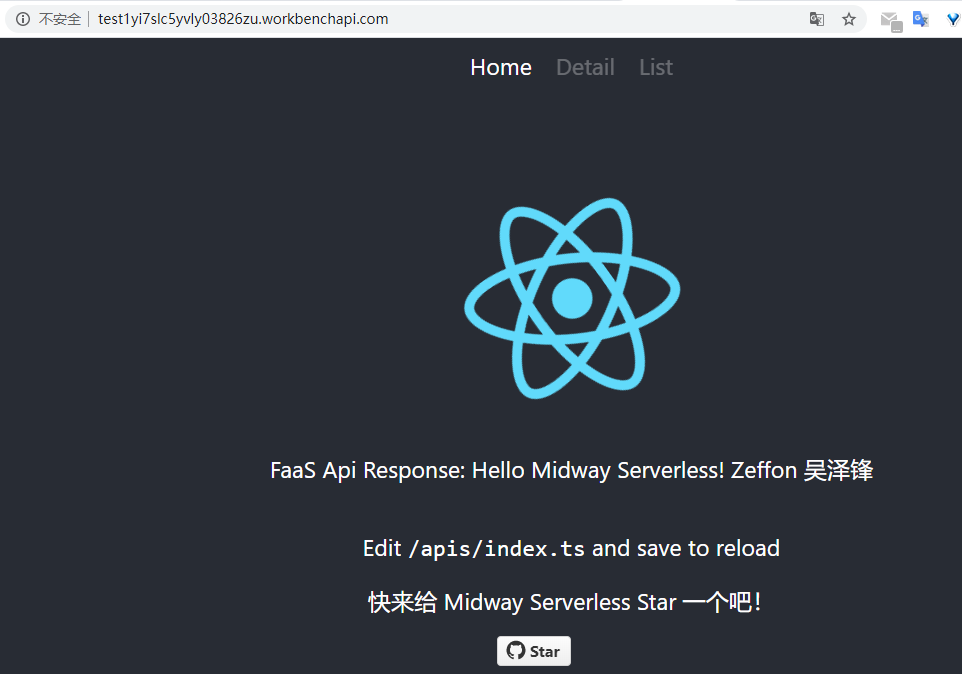 不安全 test1yi7slc5yvly03826zu.workbenchapi.com
Home Detail List
FaaS Api Response: Hello Midway Serverless! Zeffon 吴泽锋
Edit /apis/index.ts and save to reload
快来给 Midway Serverless Star 一个吧！
Star